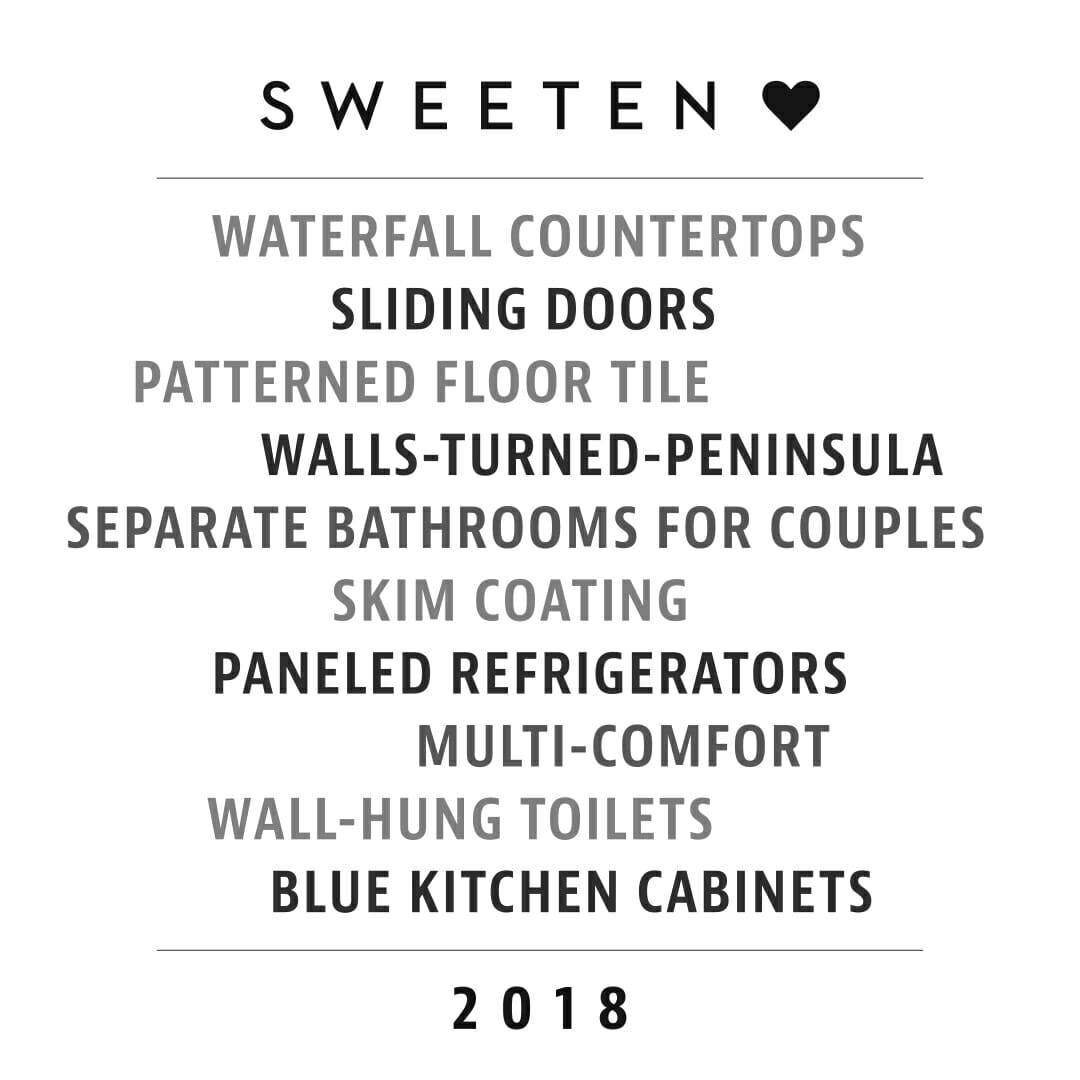 SWEETEN
WATERFALL COUNTERTOPS
SLIDING DOORS
PATTERNED FLOOR TILE
WALLS-TURNED-PENINSULA
SEPARATE BATHROOMS FOR COUPLES
SKIM COATING
PANELED REFRIGERATORS
MULTI-COMFORT
WALL-HUNG TOILETS
BLUE KITCHEN CABINETS
2018